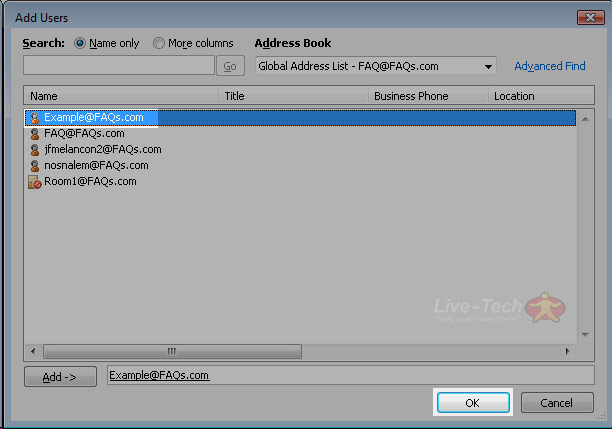 Add Users
Search: Name only More columns Address Book
Go Global Address List - FAQ@FAQs.com Advanced Find
Name Title Business Phone Location
Example@FAQs.com
FAQ@FAQs.com
jfmelancon2@FAQs.com
nosnalem@FAQs.com
Room1@FAQs.com
Live-Tech
"Help is already there"
Add -> Example@FAQs.com
OK Cancel